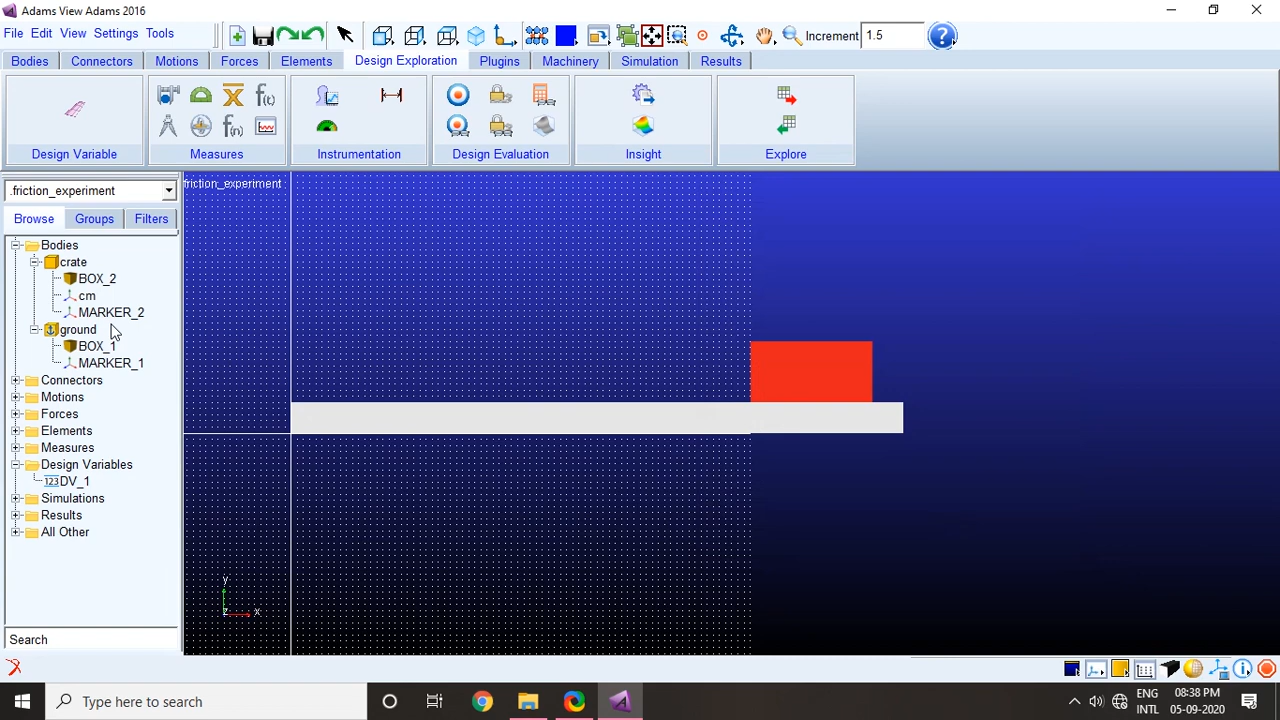 Adams View Adams 2016
File Edit View Settings Tools
Increment 1.5
Bodies Connectors Motions Forces Elements Design Exploration Plugins Machinery Simulation Results
Design Variable Measures Instrumentation Design Evaluation Insight Explore
.friction_experiment
friction_experiment
Browse Groups Filters
Bodies
crate
BOX_2
cm
MARKER_2
ground
BOX_1
MARKER_1
Connectors
Motions
Forces
Elements
Measures
Design Variables
DV_1
Simulations
Results
All Other
y
z x
Search
Type here to search
ENG 08:38 PM
INTL 05-09-2020